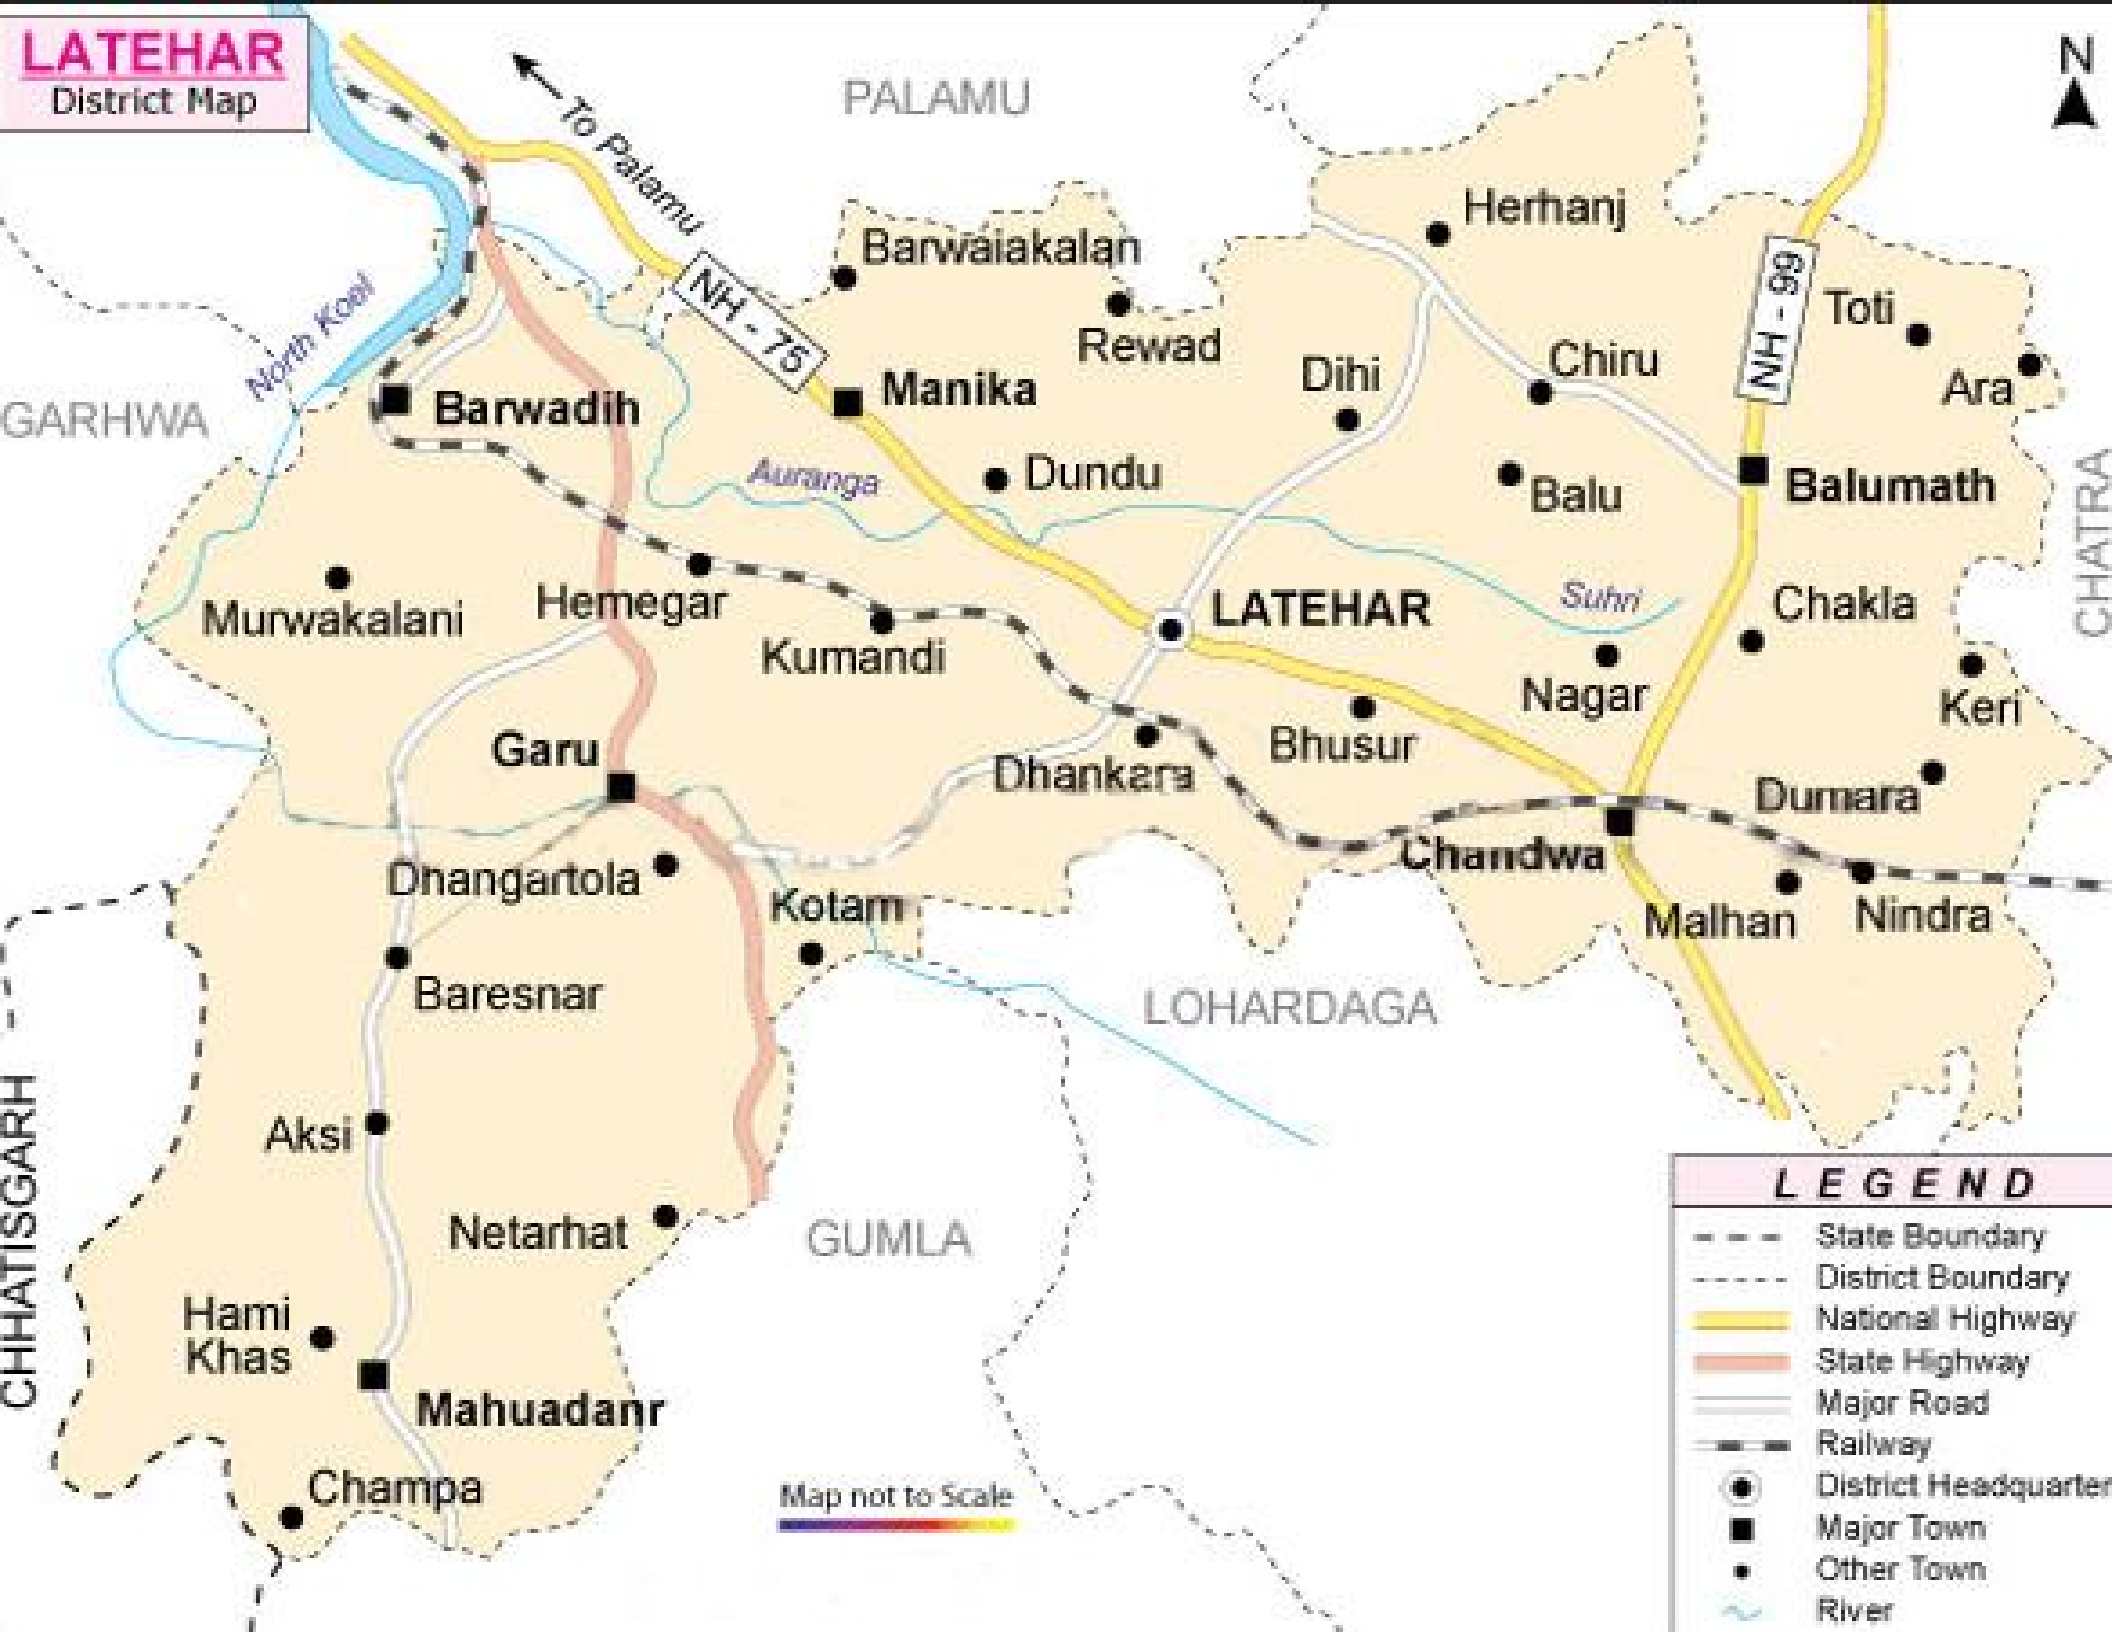 LATEHAR
District Map
To Palamu
PALAMU
N
Herhanj
Barwaiakalan
NH - 75
NH - 99
Toti
North Koel
Rewad
Dihi
Chiru
Ara
GARHWA
Barwadih
Manika
Auranga
Dundu
Balu
Balumath
CHATRA
Murwakalani
Hemegar
Kumandi
LATEHAR
Suhri
Chakla
Nagar
Keri
Garu
Dhankara
Bhusur
Dumara
Dhangartola
Kotam
Chandwa
Malhan
Nindra
Baresnar
LOHARDAGA
CHHATISGARH
Aksi
Netarhat
GUMLA
Hami
Khas
Mahuadanr
Champa
Map not to Scale
LEGEND
State Boundary
District Boundary
National Highway
State Highway
Major Road
Railway
District Headquarter
Major Town
Other Town
River